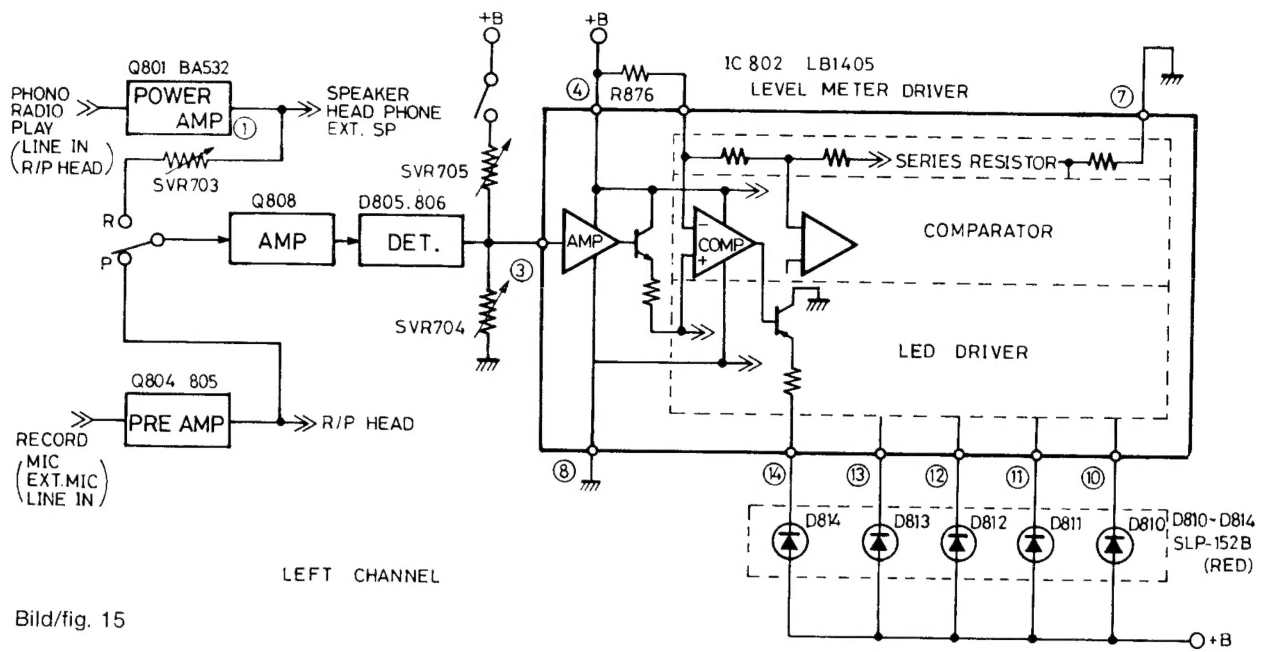 +B
+B
Q801 BA532
POWER AMP
①
PHONO
RADIO
PLAY
(LINE IN
R/P HEAD)
SPEAKER
HEAD PHONE
EXT. SP
SVR703
R
P
Q808
AMP
D805.806
DET.
SVR705
③
SVR704
Q804 805
PRE AMP
R/P HEAD
RECORD
(MIC
EXT.MIC
LINE IN)
④
R876
IC 802 LB1405
LEVEL METER DRIVER
⑦
SERIES RESISTOR
AMP
-
COMP.
+
COMPARATOR
LED DRIVER
⑧
⑭
⑬
⑫
⑪
⑩
D814
D813
D812
D811
D810
D810~D814
SLP-152B
(RED)
+B
LEFT CHANNEL
Bild/fig. 15